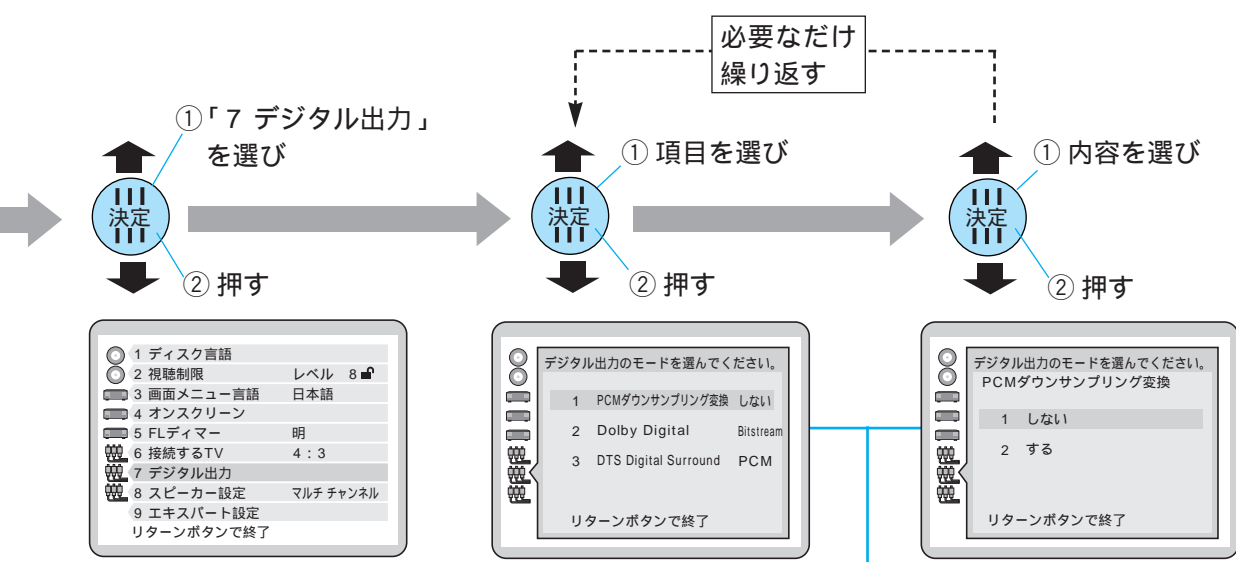 必要なだけ
繰り返す
①「7 デジタル出力」
を選び
決定
② 押す
① 項目を選び
決定
② 押す
① 内容を選び
決定
② 押す
1 ディスク言語
2 視聴制限 レベル 8
3 画面メニュー言語 日本語
4 オンスクリーン
5 FLディマー 明
6 接続するTV 4：3
7 デジタル出力
8 スピーカー設定 マルチ チャンネル
9 エキスパート設定
リターンボタンで終了
デジタル出力のモードを選んでください。
1 PCMダウンサンプリング変換 しない
2 Dolby Digital Bitstream
3 DTS Digital Surround PCM
リターンボタンで終了
デジタル出力のモードを選んでください。
PCMダウンサンプリング変換
1 しない
2 する
リターンボタンで終了